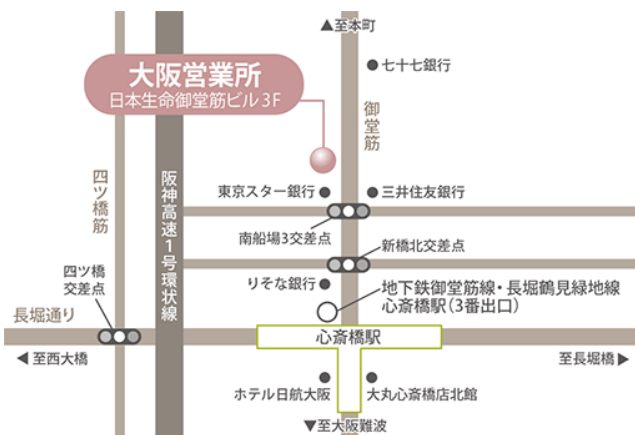 ▲至本町
七十七銀行
大阪営業所
日本生命御堂筋ビル3F
御堂筋
四ツ橋筋
阪神高速1号環状線
東京スター銀行
三井住友銀行
南船場3交差点
新橋北交差点
四ツ橋
交差点
りそな銀行
地下鉄御堂筋線・長堀鶴見緑地線
心斎橋駅(3番出口)
長堀通り
心斎橋駅
◀至西大橋
至長堀橋▶
ホテル日航大阪
大丸心斎橋店北館
▼至大阪難波